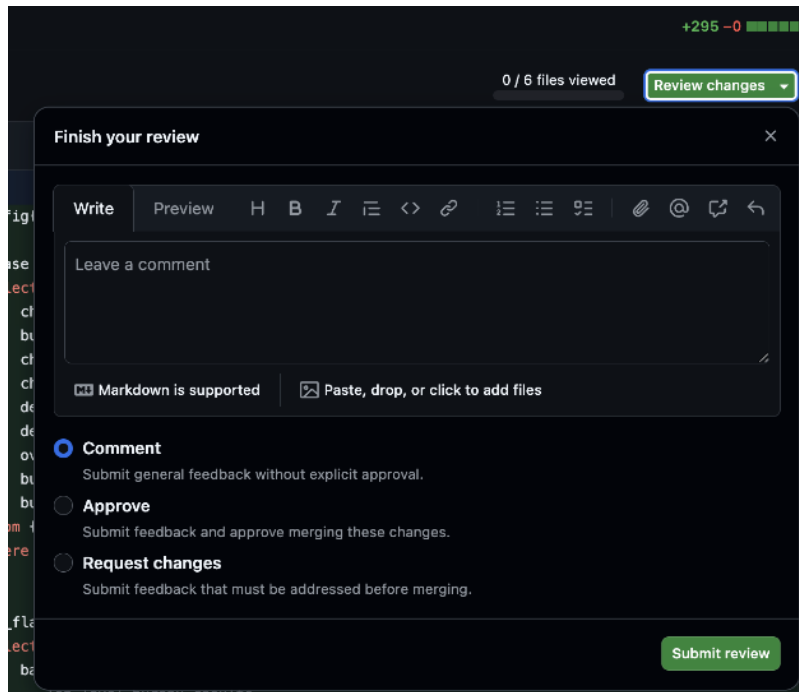 +295 −0
0 / 6 files viewed
Review changes
Finish your review
Write
Preview
Leave a comment
Markdown is supported
Paste, drop, or click to add files
Comment
Submit general feedback without explicit approval.
Approve
Submit feedback and approve merging these changes.
Request changes
Submit feedback that must be addressed before merging.
Submit review